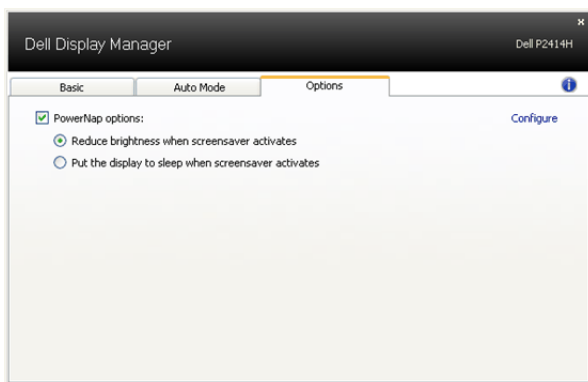 Dell Display Manager
Dell P2414H
Basic
Auto Mode
Options
PowerNap options:
Configure
Reduce brightness when screensaver activates
Put the display to sleep when screensaver activates